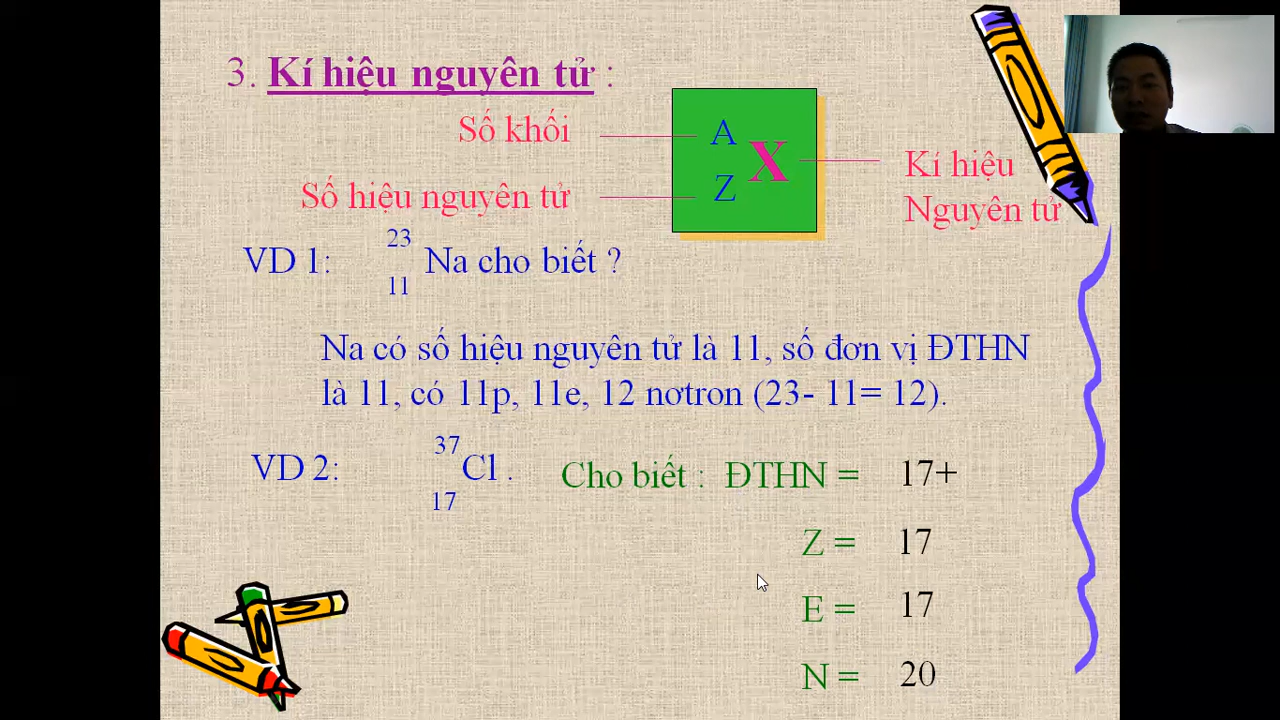 3. Kí hiệu nguyên tử :
Số khối
A
X
Số hiệu nguyên tử
Z
Kí hiệu
Nguyên tử
VD 1:
23
11
Na cho biết ?
Na có số hiệu nguyên tử là 11, số đơn vị ĐTHN
là 11, có 11p, 11e, 12 nơtron (23- 11= 12).
VD 2:
37
17
Cl .
Cho biết : ĐTHN = 17+
Z = 17
E = 17
N = 20